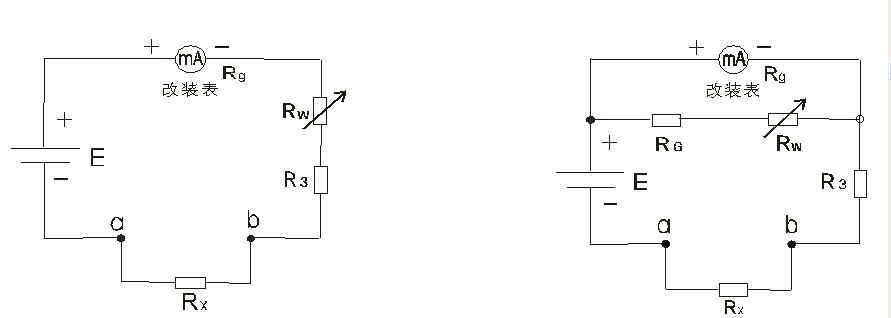 + mA −
Rg
改装表
Rw
+
E
−
R3
a b
Rx
+ mA −
Rg
改装表
RG Rw
+
E
−
R3
a b
Rx